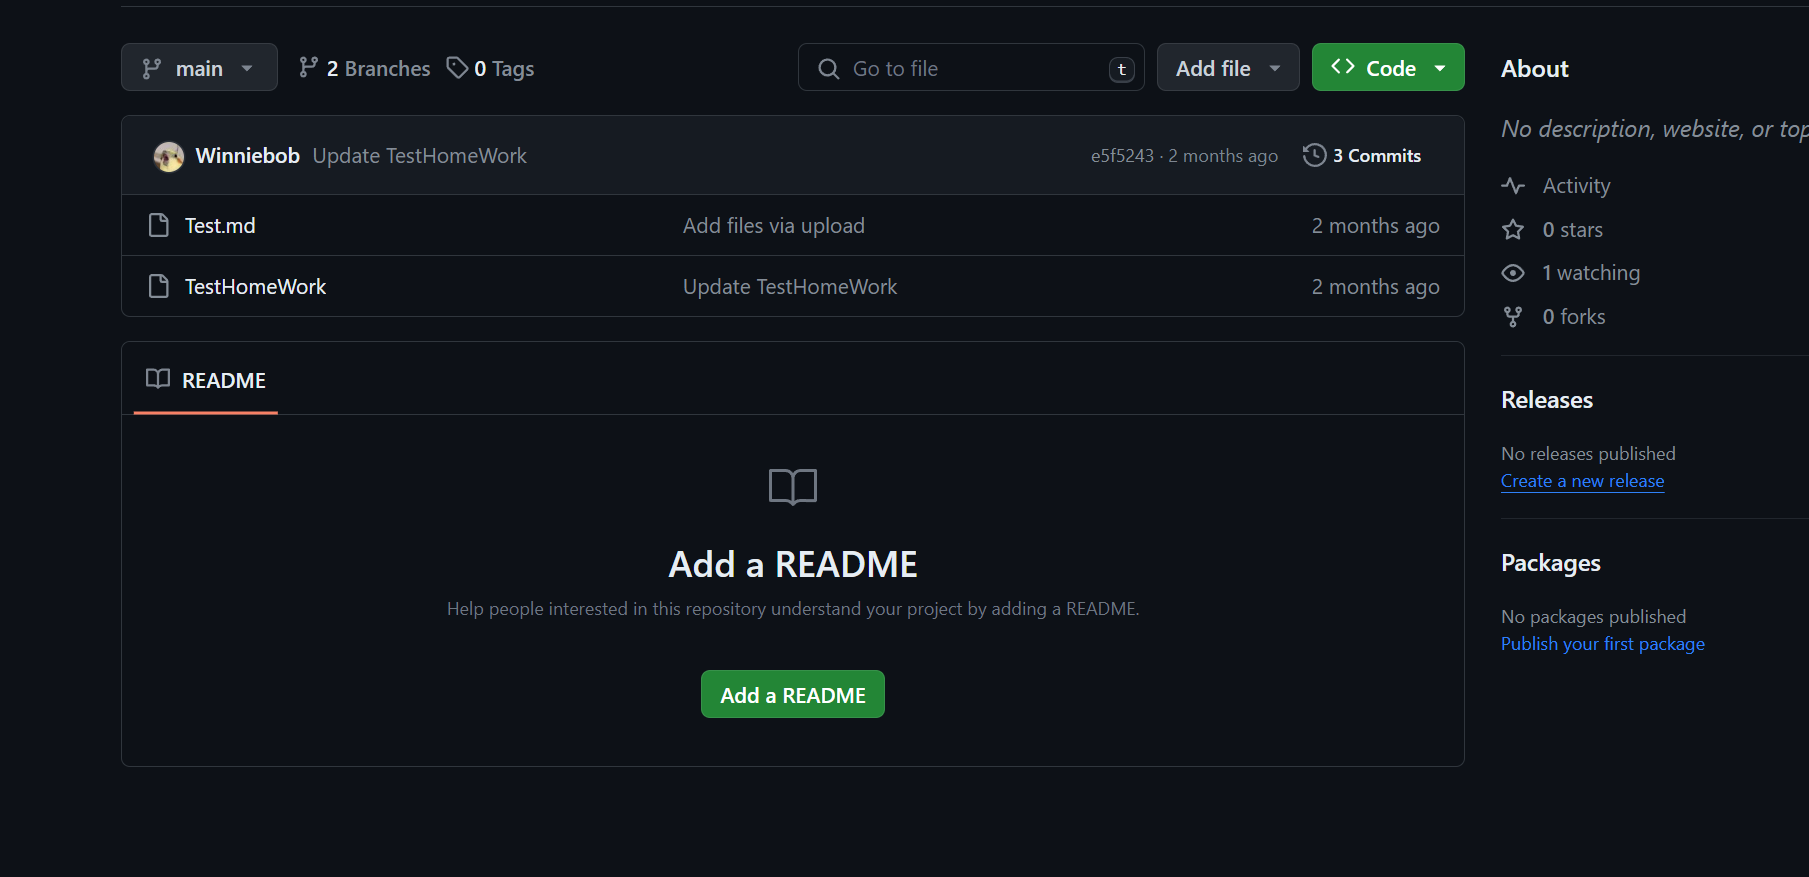 main
2 Branches
0 Tags
Go to file
t
Add file
Code
Winniebob Update TestHomeWork
e5f5243 · 2 months ago
3 Commits
Test.md
Add files via upload
2 months ago
TestHomeWork
Update TestHomeWork
2 months ago
README
Add a README
Help people interested in this repository understand your project by adding a README.
Add a README
About
No description, website, or top
Activity
0 stars
1 watching
0 forks
Releases
No releases published
Create a new release
Packages
No packages published
Publish your first package